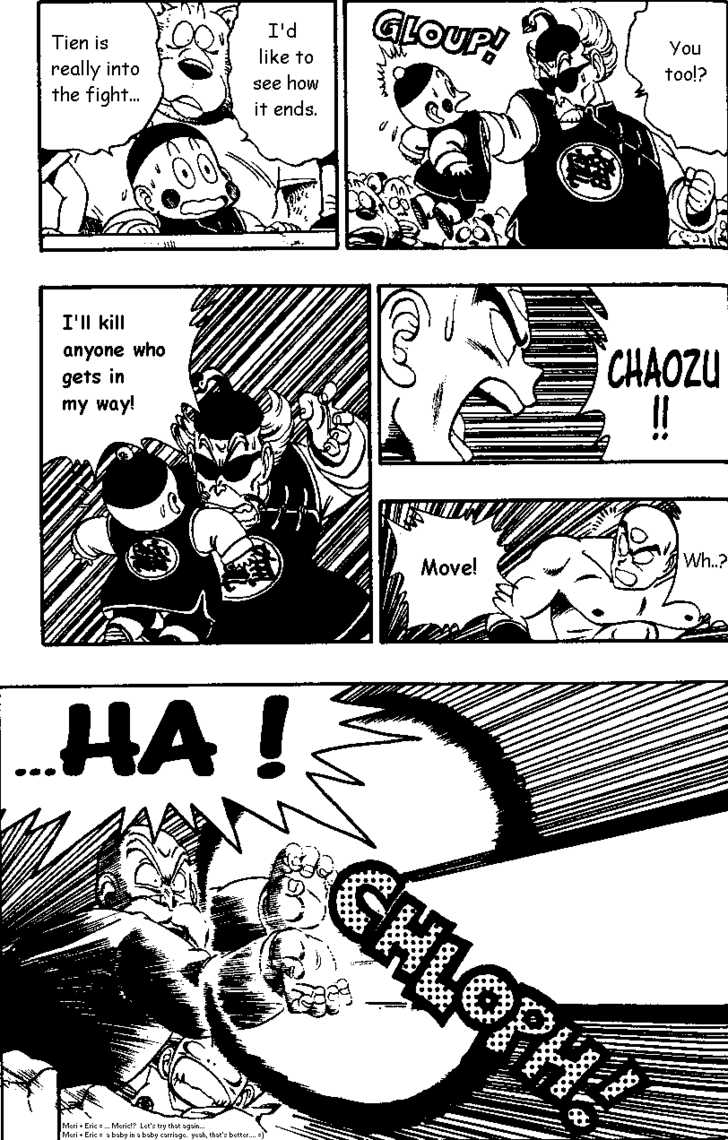 Tien is
really into
the fight...
I'd
like to
see how
it ends.
GLOUP!
You
too!?
I'll kill
anyone who
gets in
my way!
CHAOZU
!!
Move!
Wh..?
...HA!
GHLOPH!
Mori + Eric = ... Moric!? Let's try that again...
Mori + Eric = a baby in a baby carriage. yeah, that's better... =)